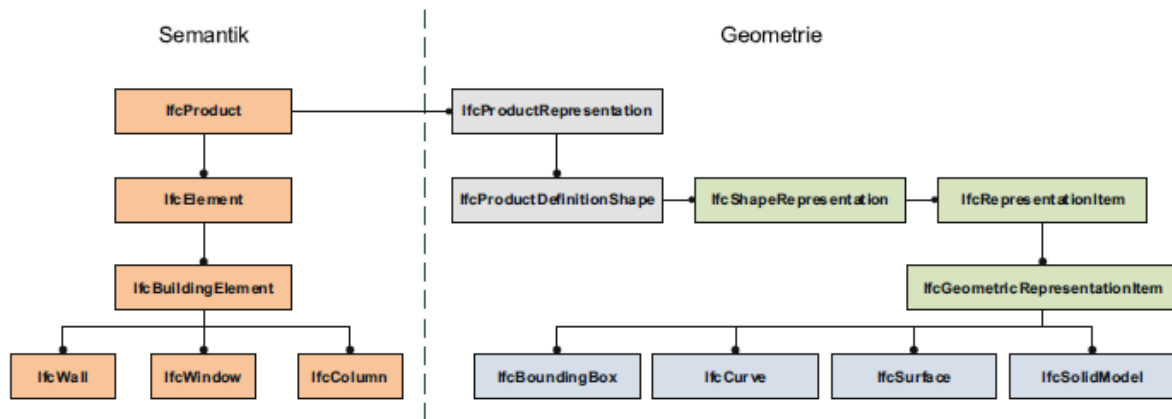 Semantik
Geometrie
IfcProduct
IfcProductRepresentation
IfcElement
IfcProductDefinitionShape
IfcShapeRepresentation
IfcRepresentationItem
IfcBuildingElement
IfcGeometricRepresentationItem
IfcWall
IfcWindow
IfcColumn
IfcBoundingBox
IfcCurve
IfcSurface
IfcSolidModel